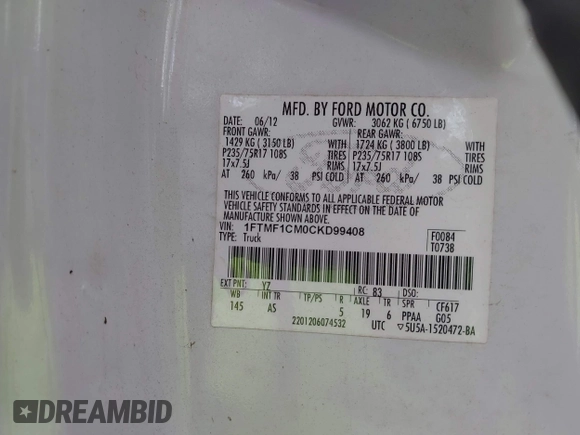 MFD. BY FORD MOTOR CO.
DATE: 06/12 GVWR: 3062 KG ( 6750 LB)
FRONT GAWR: REAR GAWR:
1429 KG ( 3150 LB) 1724 KG ( 3800 LB)
P235/75R17 108S TIRES P235/75R17 108S TIRES
17x7.5J RIMS 17x7.5J RIMS
AT 260 kPa/ 38 PSI COLD AT 260 kPa/ 38 PSI COLD
THIS VEHICLE CONFORMS TO ALL APPLICABLE FEDERAL MOTOR
VEHICLE SAFETY STANDARDS IN EFFECT ON THE DATE OF
MANUFACTURE SHOWN ABOVE.
VIN: 1FTMF1CM0CKD99408 F0084
TYPE: Truck T0738
EXT PNT: YZ RC: 83 DSO:
WB INT TR TP/PS R AXLE TR SPR CF617
145 AS 5 19 6 PPAA G05
2201206074532 UTC ▽5U5A-1520472-BA
DREAMBID